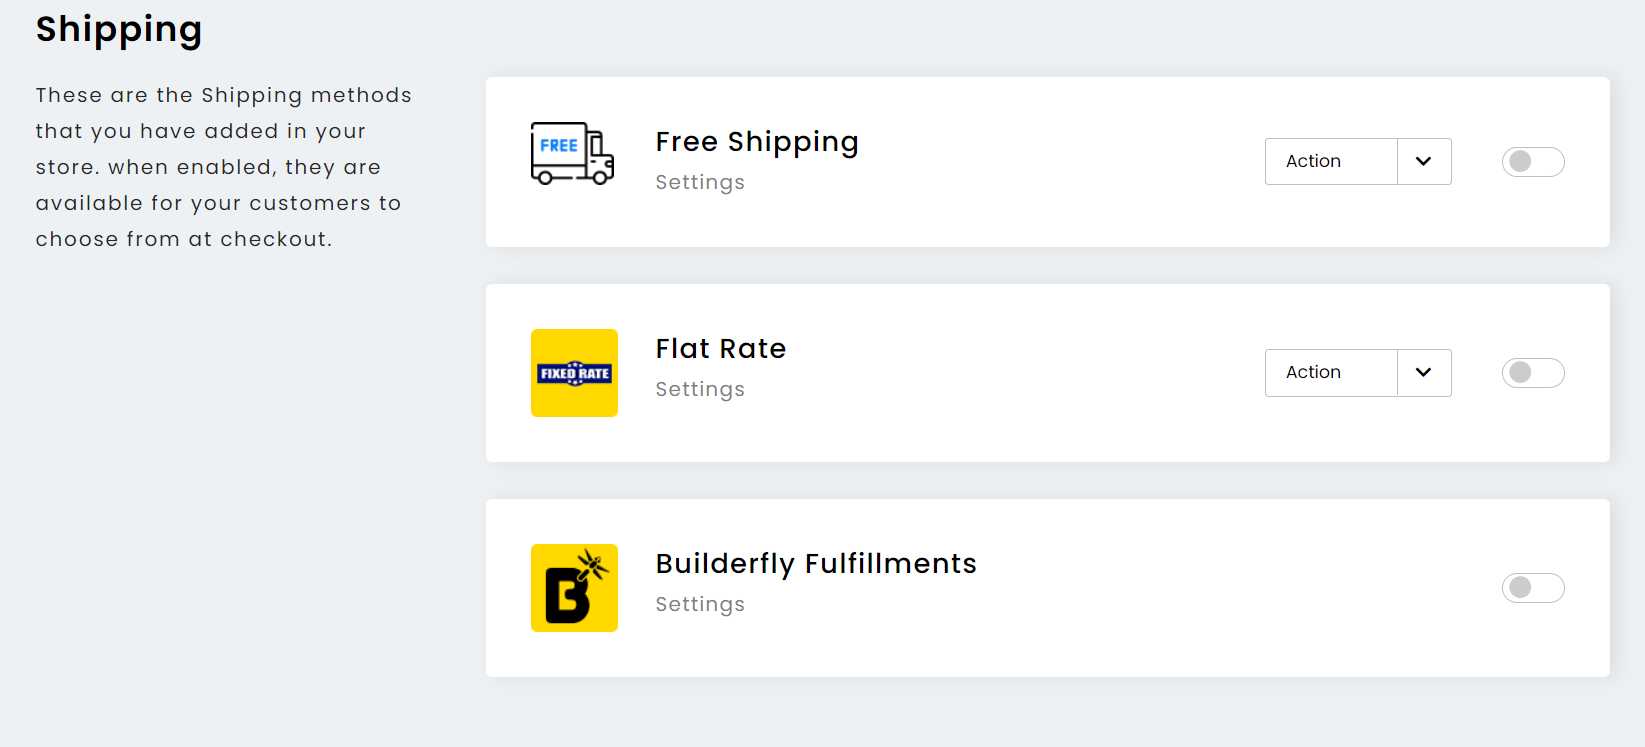 Shipping
These are the Shipping methods
that you have added in your
store. when enabled, they are
available for your customers to
choose from at checkout.
FREE
Free Shipping
Settings
Action
FIXED RATE
Flat Rate
Settings
Action
B
Builderfly Fulfillments
Settings